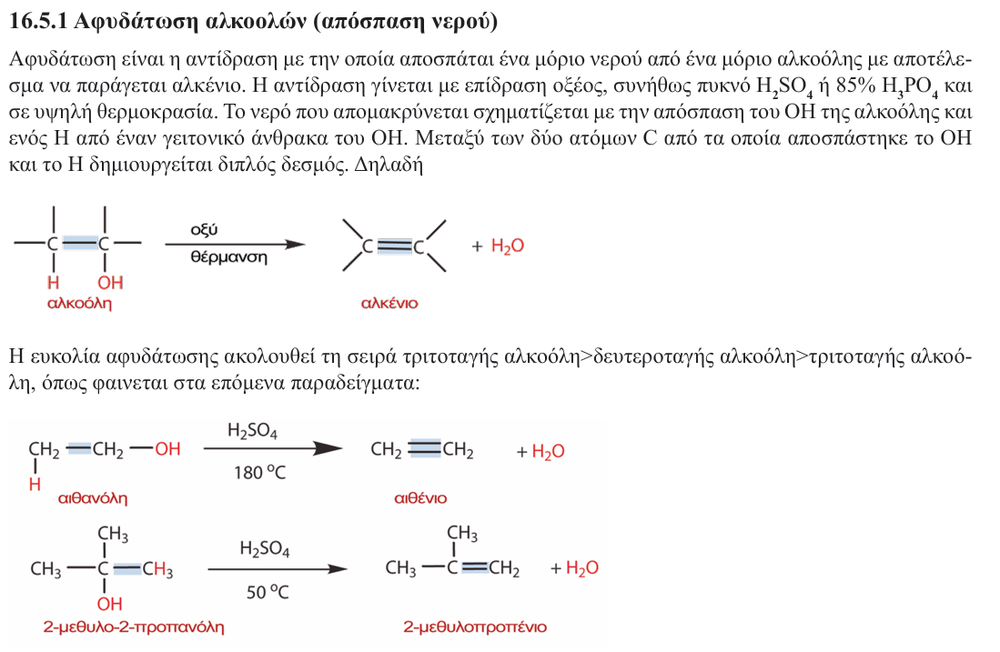 16.5.1 Αφυδάτωση αλκοολών (απόσπαση νερού)
Αφυδάτωση είναι η αντίδραση με την οποία αποσπάται ένα μόριο νερού από ένα μόριο αλκοόλης με αποτέλε-
σμα να παράγεται αλκένιο. Η αντίδραση γίνεται με επίδραση οξέος, συνήθως πυκνό H₂SO₄ ή 85% H₃PO₄ και
σε υψηλή θερμοκρασία. Το νερό που απομακρύνεται σχηματίζεται με την απόσπαση του ΟΗ της αλκοόλης και
ενός Η από έναν γειτονικό άνθρακα του ΟΗ. Μεταξύ των δύο ατόμων C από τα οποία αποσπάστηκε το ΟΗ
και το Η δημιουργείται διπλός δεσμός. Δηλαδή
C C οξύ C C + H₂O
θέρμανση
H OH
αλκοόλη αλκένιο
Η ευκολία αφυδάτωσης ακολουθεί τη σειρά τριτοταγής αλκοόλη>δευτεροταγής αλκοόλη>τριτοταγής αλκοό-
λη, όπως φαινεται στα επόμενα παραδείγματα:
H₂SO₄
CH₂ CH₂ OH CH₂ CH₂ + H₂O
180 °C
H
αιθανόλη αιθένιο
CH₃ CH₃
H₂SO₄
CH₃ C CH₃ CH₃ C CH₂ + H₂O
50 °C
OH
2-μεθυλο-2-προπανόλη 2-μεθυλοπροπένιο